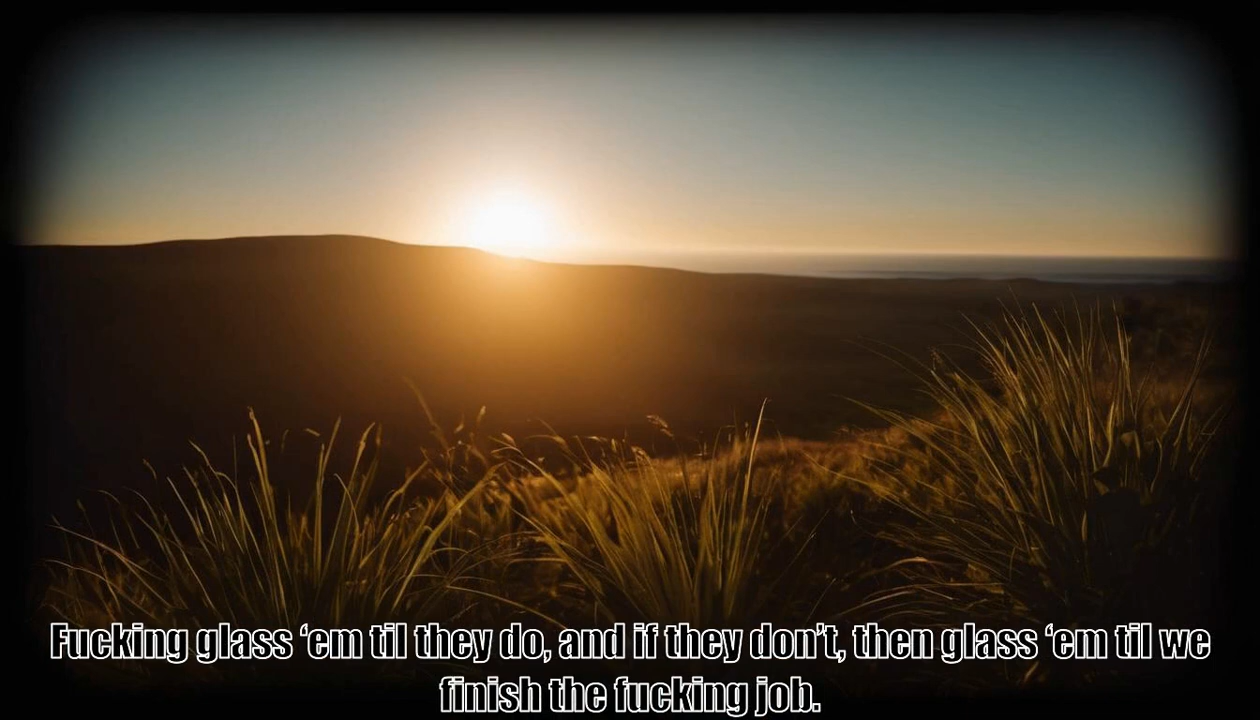 Fucking glass ‘em til they do, and if they don’t, then glass ‘em til we
finish the fucking job.